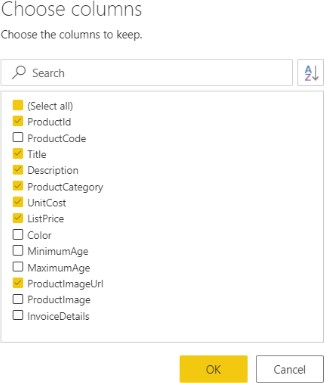 Choose columns
Choose the columns to keep.
Search
A
Z
(Select all)
ProductId
ProductCode
Title
Description
ProductCategory
UnitCost
ListPrice
Color
MinimumAge
MaximumAge
ProductImageUrl
ProductImage
InvoiceDetails
OK
Cancel